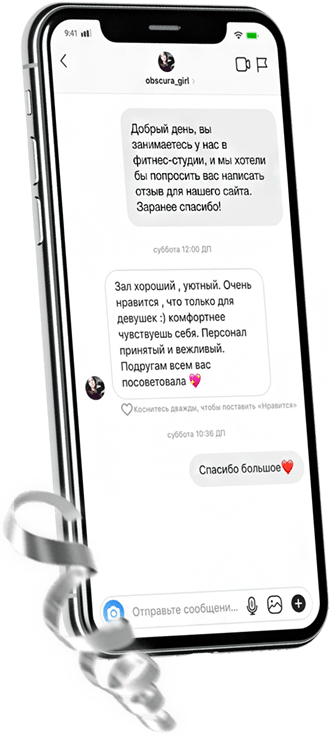 9:41
obscura_girl
Добрый день, вы
занимаетесь у нас в
фитнес-студии, и мы хотели
бы попросить вас написать
отзыв для нашего сайта.
Заранее спасибо!
суббота 12:00 ДП
Зал хороший , уютный. Очень
нравится , что только для
девушек :) комфортнее
чувствуешь себя. Персонал
принятый и вежливый.
Подругам всем вас
посоветовала 💖
Коснитесь дважды, чтобы поставить «Нравится»
суббота 10:36 ДП
Спасибо большое❤️
Отправьте сообщени...